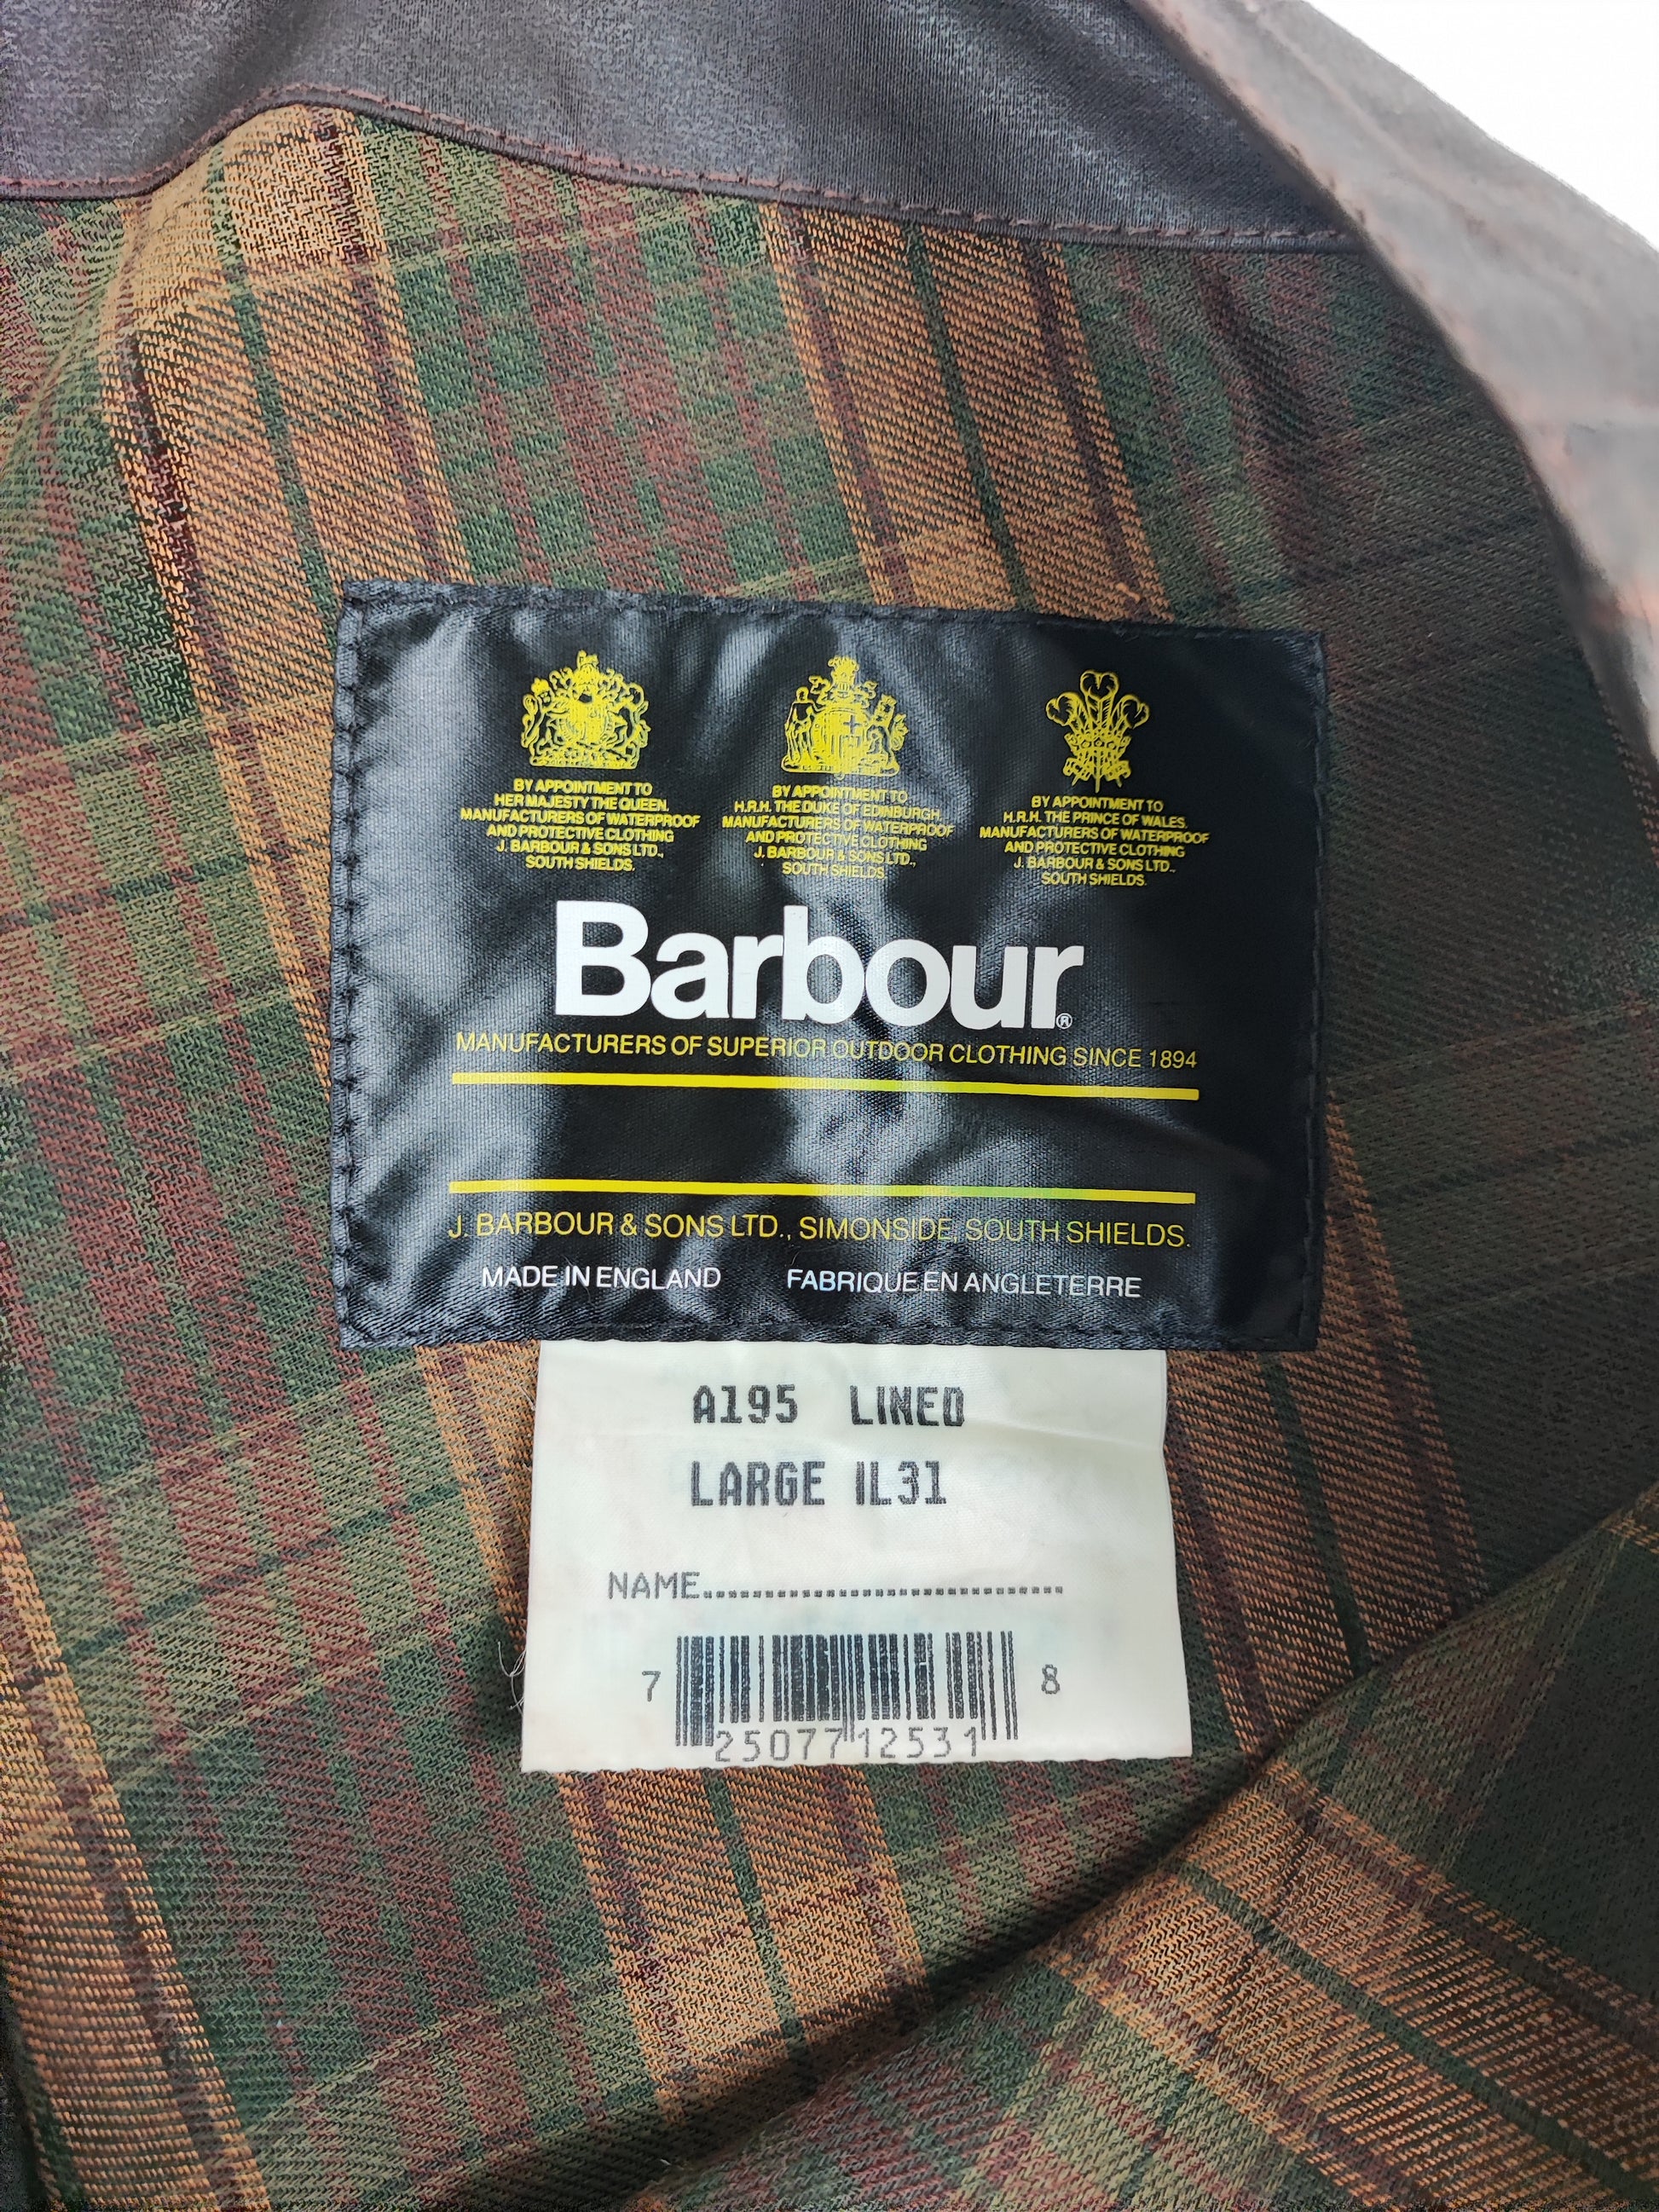 BY APPOINTMENT TO
HER MAJESTY THE QUEEN.
MANUFACTURERS OF WATERPROOF
AND PROTECTIVE CLOTHING
J. BARBOUR & SONS LTD.,
SOUTH SHIELDS.
BY APPOINTMENT TO
H.R.H. THE DUKE OF EDINBURGH.
MANUFACTURERS OF WATERPROOF
AND PROTECTIVE CLOTHING
J. BARBOUR & SONS LTD.,
SOUTH SHIELDS.
BY APPOINTMENT TO
H.R.H. THE PRINCE OF WALES.
MANUFACTURERS OF WATERPROOF
AND PROTECTIVE CLOTHING
J. BARBOUR & SONS LTD..
SOUTH SHIELDS.
Barbour®
MANUFACTURERS OF SUPERIOR OUTDOOR CLOTHING SINCE 1894
J. BARBOUR & SONS LTD., SIMONSIDE, SOUTH SHIELDS.
MADE IN ENGLAND FABRIQUE EN ANGLETERRE
A195 LINED
LARGE IL31
NAME....................................
7 25077 12531 8